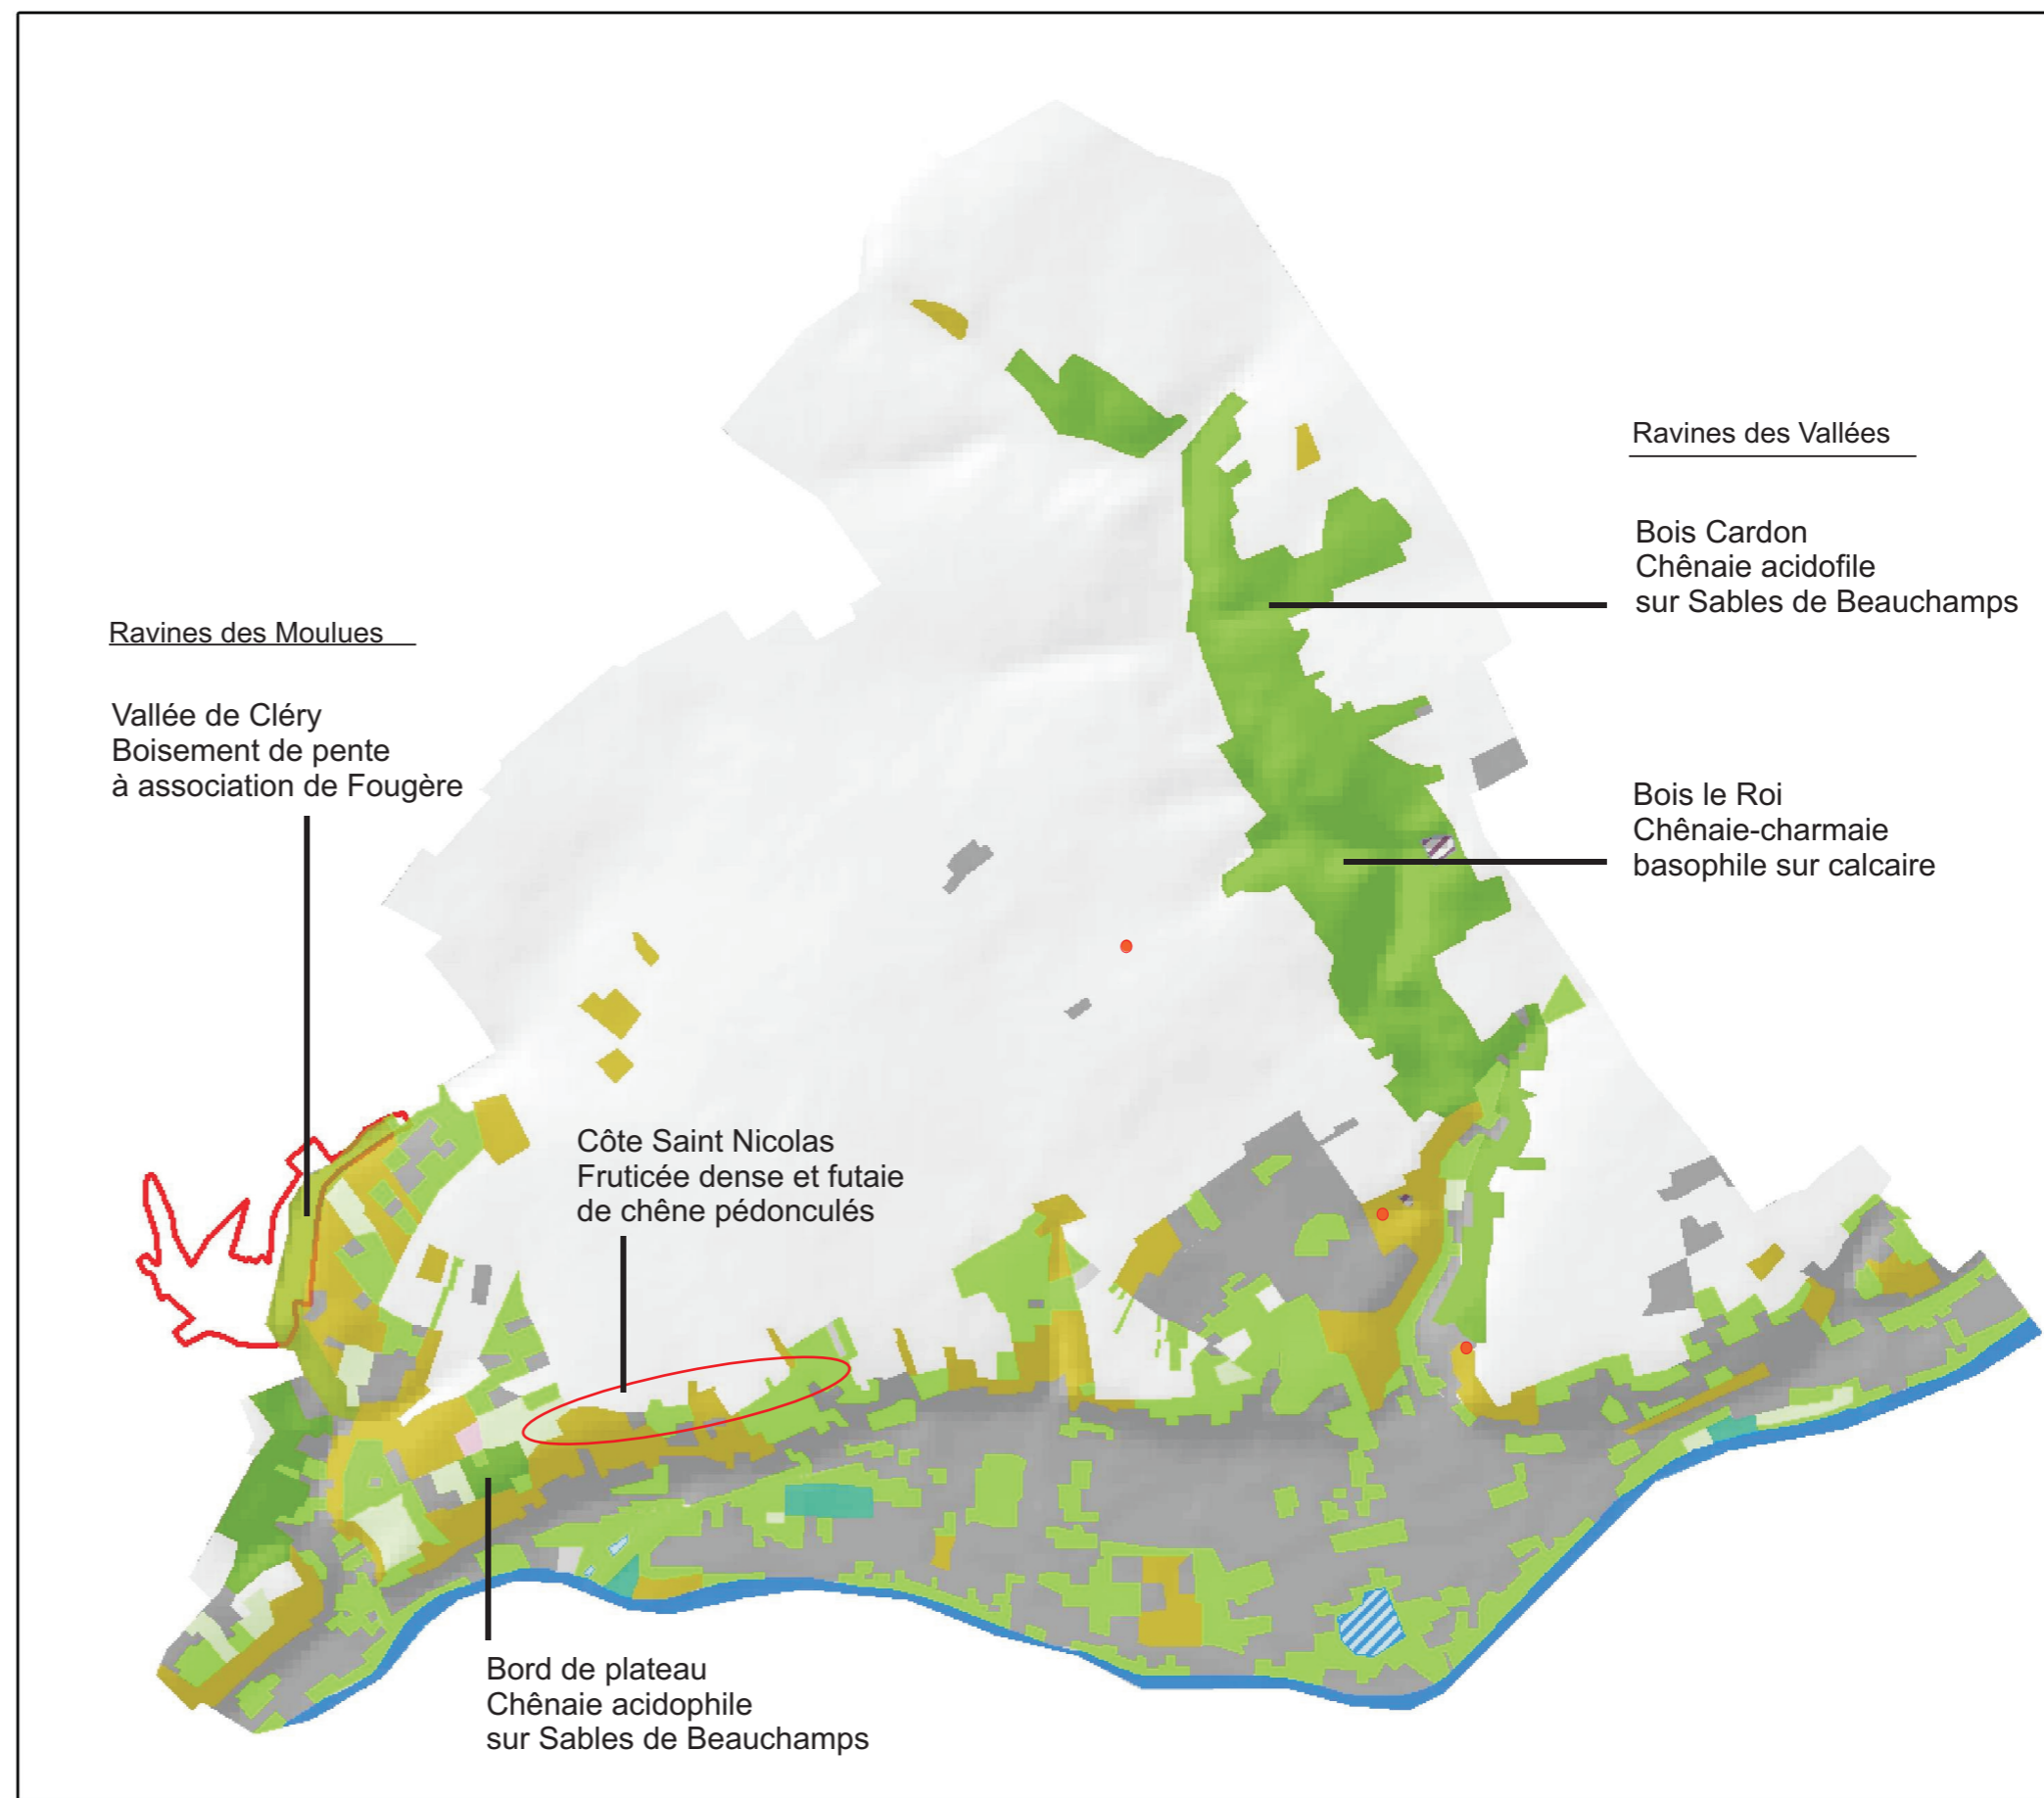 Ravines des Vallées
Bois Cardon
Chênaie acidofile
sur Sables de Beauchamps
Ravines des Moulues
Vallée de Cléry
Boisement de pente
à association de Fougère
Bois le Roi
Chênaie-charmaie
basophile sur calcaire
Côte Saint Nicolas
Fruticée dense et futaie
de chêne pédonculés
Bord de plateau
Chênaie acidophile
sur Sables de Beauchamps